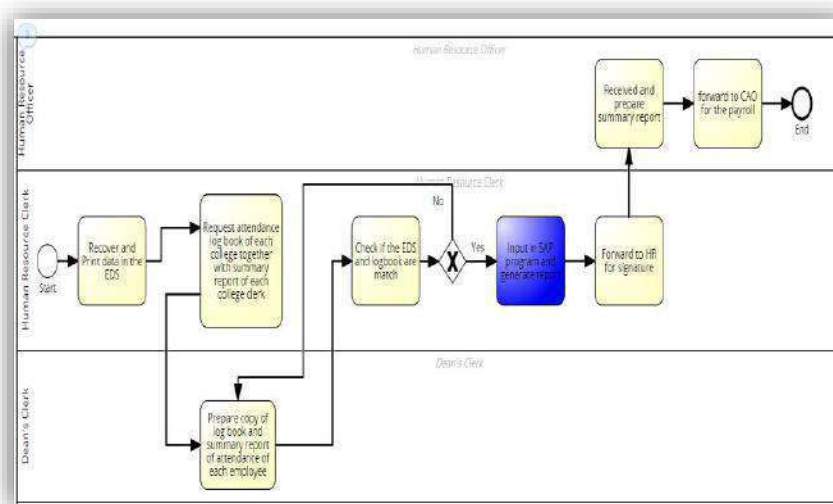 Human Resource
Officer
Human Resource Officer
Received and
prepare
summary report
forward to CAO
for the payroll
End
Human Resource Clerk
Human Resource Clerk
Start
Recover and
Print data in the
EDS
Request attendance
log book of each
college together
with summary
report of each
college clerk
Check if the EDS
and logbook are
match
No
X
Yes
Input in SAP
program and
generate report
Forward to HR
for signature
Dean's Clerk
Dean's Clerk
Prepare copy of
log book and
summary report
of attendance of
each employee